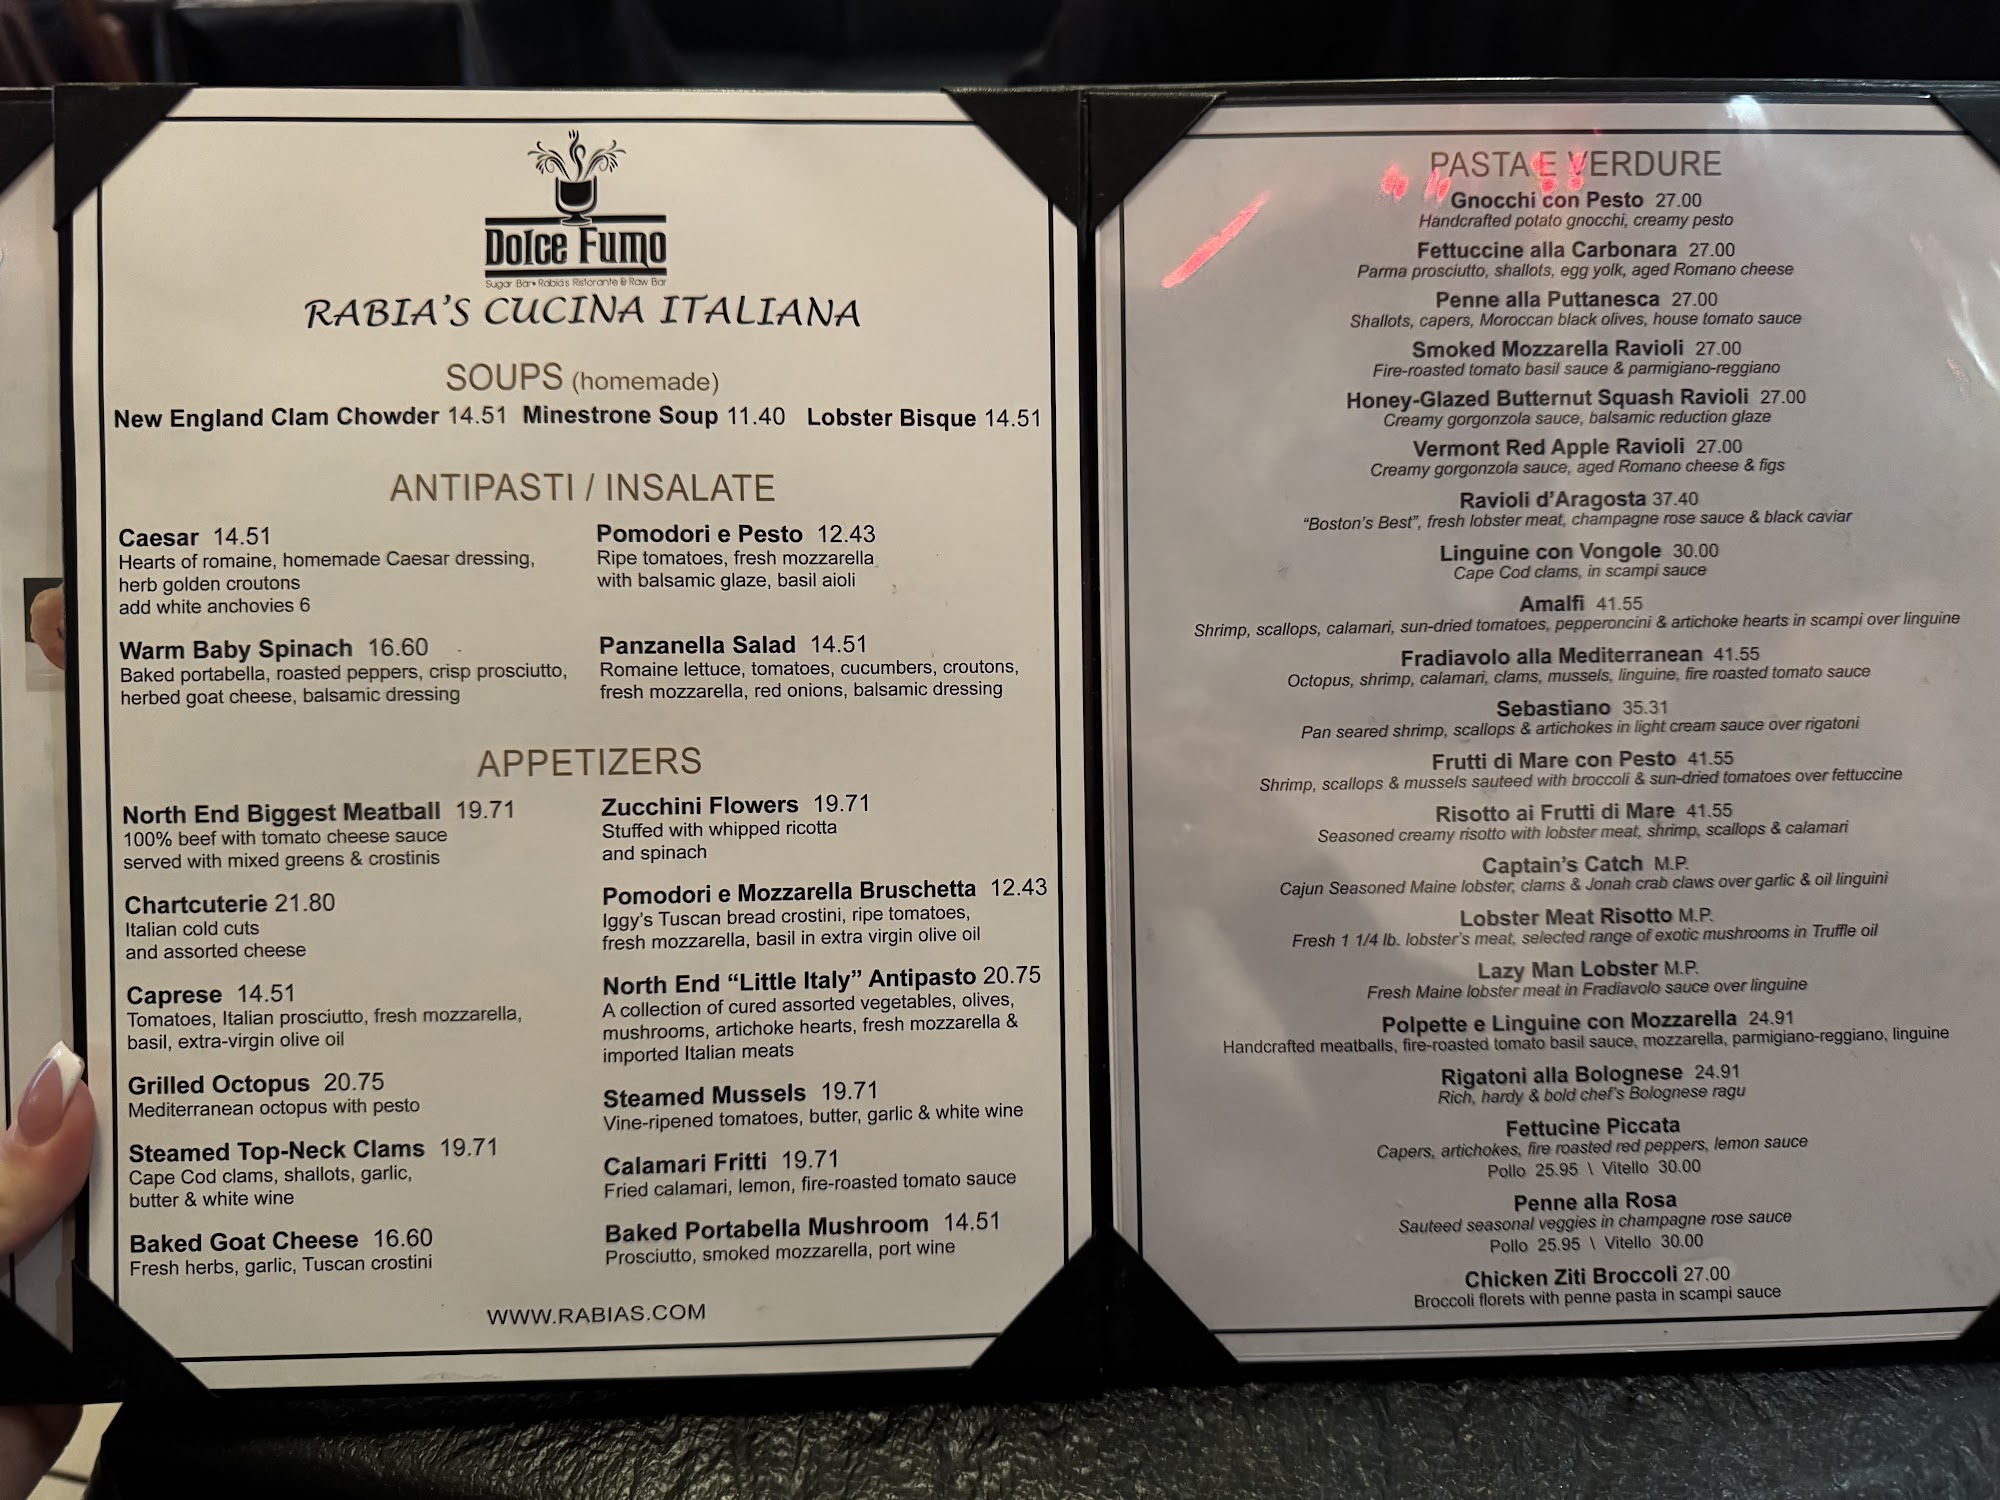 Dolce Fumo
Sugar Bar• Rabia's Ristorante & Raw Bar
RABIA'S CUCINA ITALIANA
SOUPS (homemade)
New England Clam Chowder 14.51 Minestrone Soup 11.40 Lobster Bisque 14.51
ANTIPASTI / INSALATE
Caesar 14.51
Hearts of romaine, homemade Caesar dressing,
herb golden croutons
add white anchovies 6
Warm Baby Spinach 16.60
Baked portabella, roasted peppers, crisp prosciutto,
herbed goat cheese, balsamic dressing
Pomodori e Pesto 12.43
Ripe tomatoes, fresh mozzarella
with balsamic glaze, basil aioli
Panzanella Salad 14.51
Romaine lettuce, tomatoes, cucumbers, croutons,
fresh mozzarella, red onions, balsamic dressing
APPETIZERS
North End Biggest Meatball 19.71
100% beef with tomato cheese sauce
served with mixed greens & crostinis
Chartcuterie 21.80
Italian cold cuts
and assorted cheese
Caprese 14.51
Tomatoes, Italian prosciutto, fresh mozzarella,
basil, extra-virgin olive oil
Grilled Octopus 20.75
Mediterranean octopus with pesto
Steamed Top-Neck Clams 19.71
Cape Cod clams, shallots, garlic,
butter & white wine
Baked Goat Cheese 16.60
Fresh herbs, garlic, Tuscan crostini
Zucchini Flowers 19.71
Stuffed with whipped ricotta
and spinach
Pomodori e Mozzarella Bruschetta 12.43
Iggy's Tuscan bread crostini, ripe tomatoes,
fresh mozzarella, basil in extra virgin olive oil
North End “Little Italy” Antipasto 20.75
A collection of cured assorted vegetables, olives,
mushrooms, artichoke hearts, fresh mozzarella &
imported Italian meats
Steamed Mussels 19.71
Vine-ripened tomatoes, butter, garlic & white wine
Calamari Fritti 19.71
Fried calamari, lemon, fire-roasted tomato sauce
Baked Portabella Mushroom 14.51
Prosciutto, smoked mozzarella, port wine
WWW.RABIAS.COM
PASTA E VERDURE
Gnocchi con Pesto 27.00
Handcrafted potato gnocchi, creamy pesto
Fettuccine alla Carbonara 27.00
Parma prosciutto, shallots, egg yolk, aged Romano cheese
Penne alla Puttanesca 27.00
Shallots, capers, Moroccan black olives, house tomato sauce
Smoked Mozzarella Ravioli 27.00
Fire-roasted tomato basil sauce & parmigiano-reggiano
Honey-Glazed Butternut Squash Ravioli 27.00
Creamy gorgonzola sauce, balsamic reduction glaze
Vermont Red Apple Ravioli 27.00
Creamy gorgonzola sauce, aged Romano cheese & figs
Ravioli d'Aragosta 37.40
“Boston's Best”, fresh lobster meat, champagne rose sauce & black caviar
Linguine con Vongole 30.00
Cape Cod clams, in scampi sauce
Amalfi 41.55
Shrimp, scallops, calamari, sun-dried tomatoes, pepperoncini & artichoke hearts in scampi over linguine
Fradiavolo alla Mediterranean 41.55
Octopus, shrimp, calamari, clams, mussels, linguine, fire roasted tomato sauce
Sebastiano 35.31
Pan seared shrimp, scallops & artichokes in light cream sauce over rigatoni
Frutti di Mare con Pesto 41.55
Shrimp, scallops & mussels sauteed with broccoli & sun-dried tomatoes over fettuccine
Risotto ai Frutti di Mare 41.55
Seasoned creamy risotto with lobster meat, shrimp, scallops & calamari
Captain's Catch M.P.
Cajun Seasoned Maine lobster, clams & Jonah crab claws over garlic & oil linguini
Lobster Meat Risotto M.P.
Fresh 1 1/4 lb. lobster's meat, selected range of exotic mushrooms in Truffle oil
Lazy Man Lobster M.P.
Fresh Maine lobster meat in Fradiavolo sauce over linguine
Polpette e Linguine con Mozzarella 24.91
Handcrafted meatballs, fire-roasted tomato basil sauce, mozzarella, parmigiano-reggiano, linguine
Rigatoni alla Bolognese 24.91
Rich, hardy & bold chef's Bolognese ragu
Fettucine Piccata
Capers, artichokes, fire roasted red peppers, lemon sauce
Pollo 25.95 \ Vitello 30.00
Penne alla Rosa
Sauteed seasonal veggies in champagne rose sauce
Pollo 25.95 \ Vitello 30.00
Chicken Ziti Broccoli 27.00
Broccoli florets with penne pasta in scampi sauce